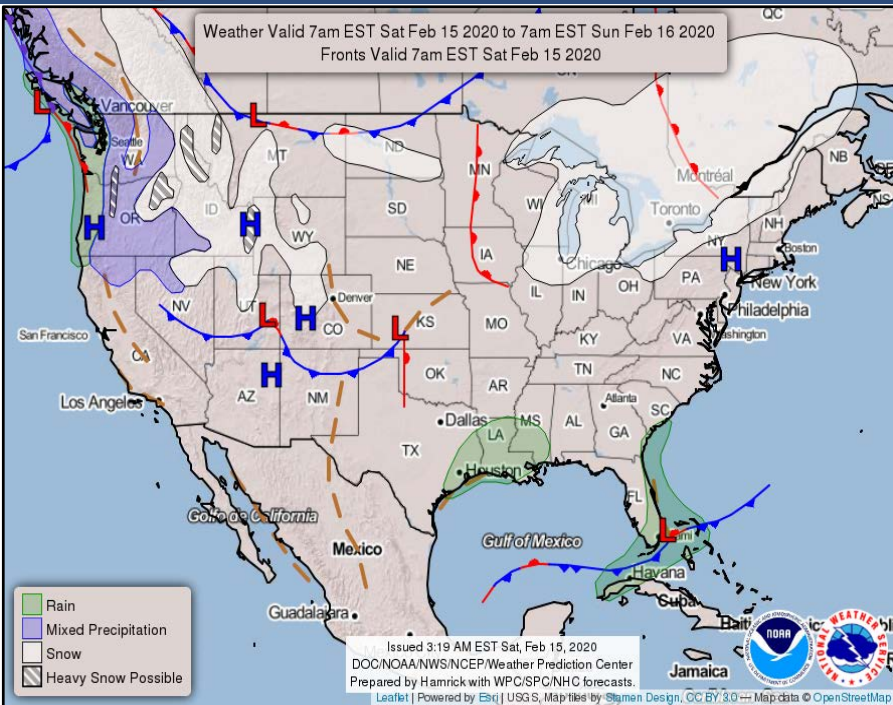 QC
Weather Valid 7am EST Sat Feb 15 2020 to 7am EST Sun Feb 16 2020
Fronts Valid 7am EST Sat Feb 15 2020
L
Vancouver
L
Seattle
MT
ND
MN
Montréal
NB
OR
ID
SD
WI
MI
Toronto
NS
H
H
WY
NY
NH
Boston
IA
Chicago
H
NE
PA
New York
NV
UT
Denver
IL
IN
OH
Philadelphia
L
H
CO
L
KS
MO
VA
Washington
San Francisco
CA
KY
H
AZ
NM
OK
TN
NC
Los Angeles
AR
Atlanta
SC
Dallas
MS
AL
GA
TX
LA
Houston
FL
Golfo de California
Mexico
Gulf of Mexico
L
Miami
Havana
Rain
Mixed Precipitation
Snow
Heavy Snow Possible
Guadalajara
Cuba
Issued 3:19 AM EST Sat, Feb 15, 2020
DOC/NOAA/NWS/NCEP/Weather Prediction Center
Prepared by Hamrick with WPC/SPC/NHC forecasts.
Jamaica
NOAA
NATIONAL WEATHER SERVICE
Leaflet | Powered by Esri | USGS, Map tiles by Stamen Design, CC BY 3.0 — Map data © OpenStreetMap